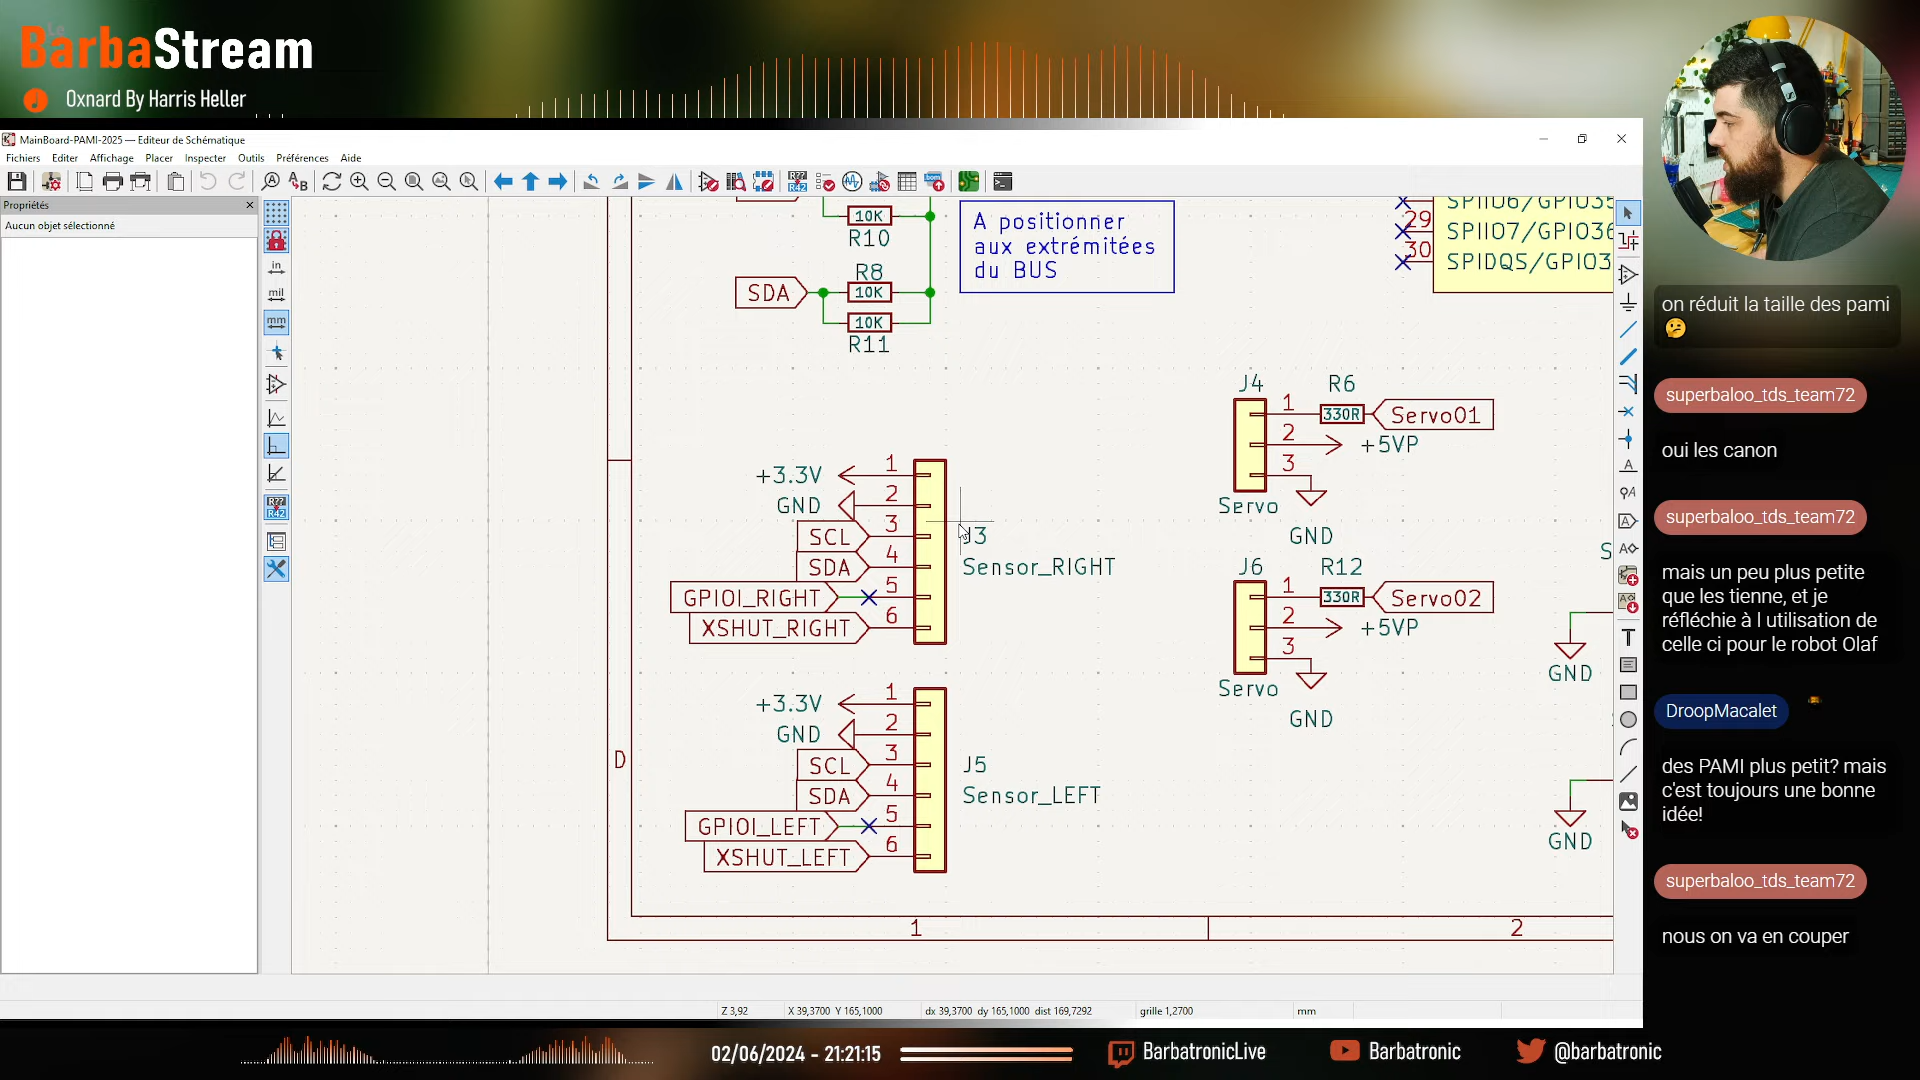 Le
BarbaStream
Oxnard By Harris Heller
MainBoard-PAMI-2025 — Editeur de Schématique
Fichiers Editer Affichage Placer Inspecter Outils Préférences Aide
Propriétés
Aucun objet sélectionné
in
mil
mm
R??
R42
10K
R10
R8
SDA
10K
10K
R11
A positionner
aux extrémitées
du BUS
SPIIO6/GPIO35
29
SPIIO7/GPIO36
30
SPIDQS/GPIO3
J4
R6
1
330R
Servo01
2
+5VP
3
Servo
GND
J6
R12
1
330R
Servo02
2
+5VP
3
Servo
GND
+3.3V
1
GND
2
SCL
3
SDA
4
GPIOI_RIGHT
5
XSHUT_RIGHT
6
J3
Sensor_RIGHT
+3.3V
1
GND
2
SCL
3
SDA
4
GPIOI_LEFT
5
XSHUT_LEFT
6
J5
Sensor_LEFT
S
GND
GND
D
1
2
Z 3,92
X 39,3700 Y 165,1000
dx 39,3700 dy 165,1000 dist 169,7292
grille 1,2700
mm
on réduit la taille des pami
superbaloo_tds_team72
oui les canon
superbaloo_tds_team72
mais un peu plus petite
que les tienne, et je
réfléchie à l utilisation de
celle ci pour le robot Olaf
DroopMacalet
des PAMI plus petit? mais
c'est toujours une bonne
idée!
superbaloo_tds_team72
nous on va en couper
02/06/2024 - 21:21:15
BarbatronicLive
Barbatronic
@barbatronic